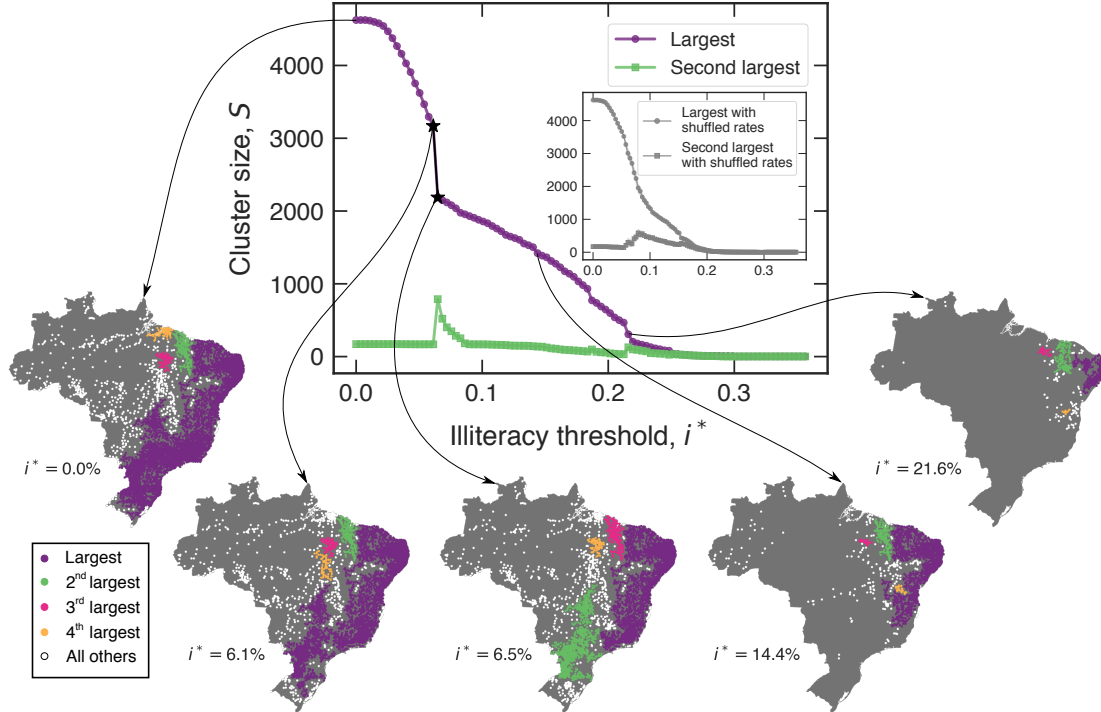 4000
3000
2000
1000
0
Cluster size, S
0.0
0.1
0.2
0.3
Illiteracy threshold, i*
Largest
Second largest
4000
3000
2000
1000
0
0.0
0.1
0.2
0.3
Largest with
shuffled rates
Second largest
with shuffled rates
i* = 0.0%
i* = 6.1%
i* = 6.5%
i* = 14.4%
i* = 21.6%
Largest
2nd largest
3rd largest
4th largest
All others